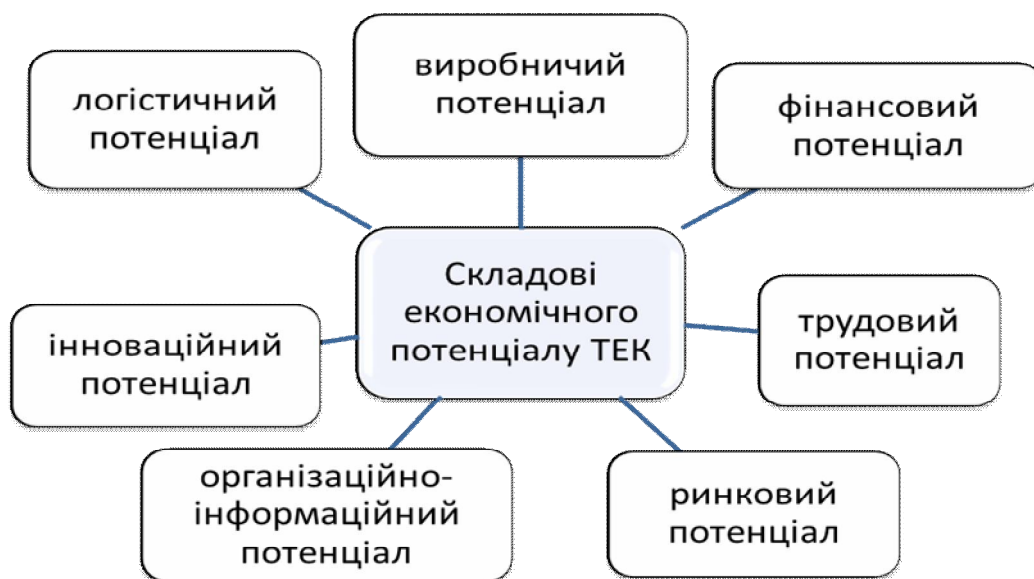 логістичний
потенціал
виробничий
потенціал
фінансовий
потенціал
Складові
економічного
потенціалу ТЕК
інноваційний
потенціал
трудовий
потенціал
організаційно-
інформаційний
потенціал
ринковий
потенціал